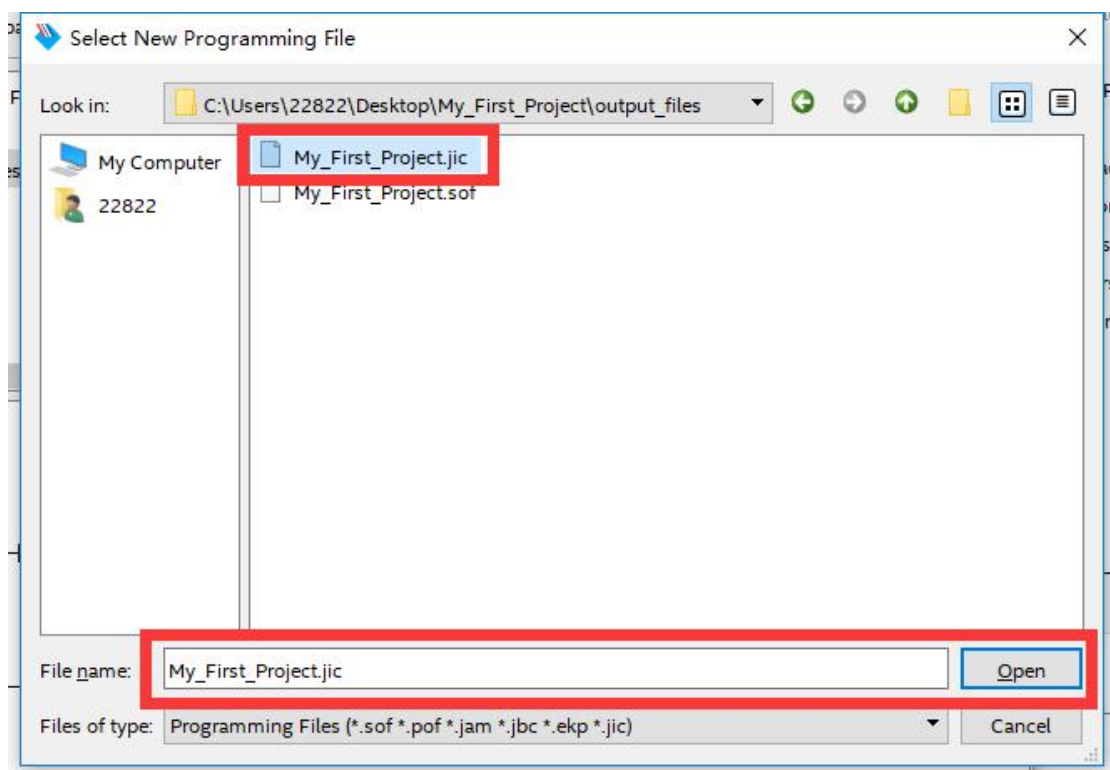 Select New Programming File
Look in: C:\Users\22822\Desktop\My_First_Project\output_files
My Computer
22822
My_First_Project.jic
My_First_Project.sof
File name: My_First_Project.jic Open
Files of type: Programming Files (*.sof *.pof *.jam *.jbc *.ekp *.jic) Cancel